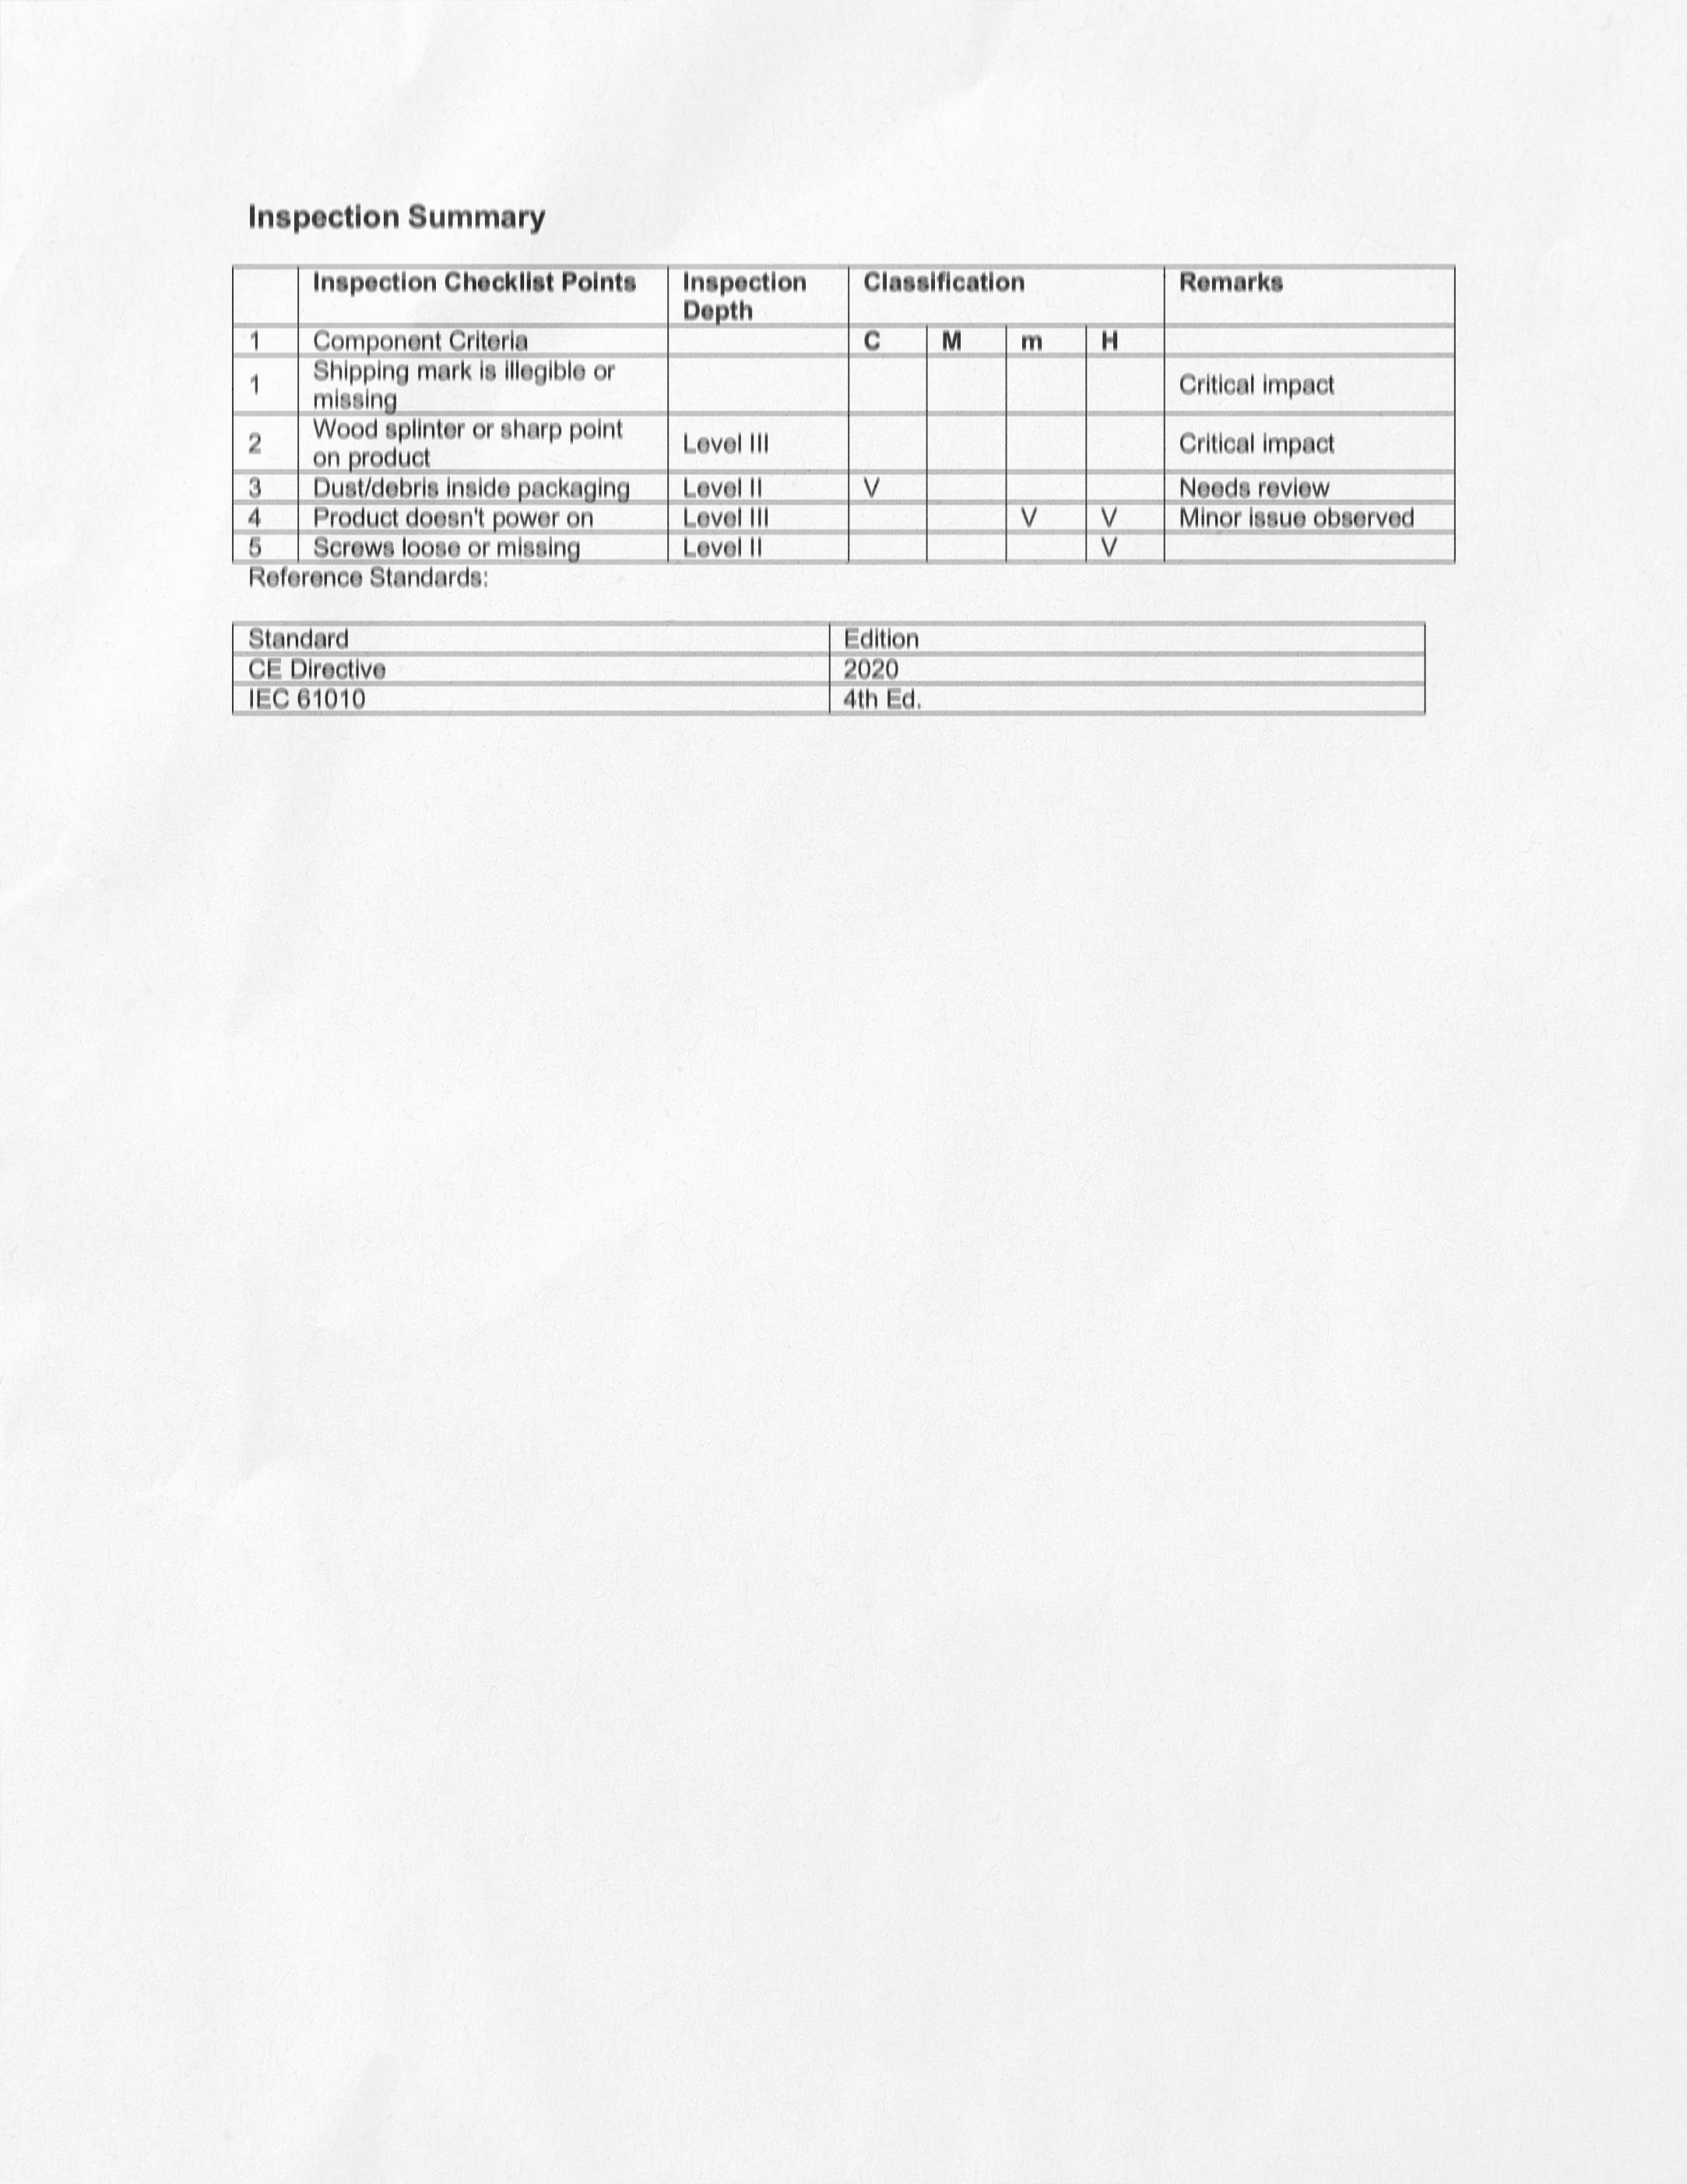 Inspection Summary
Inspection Checklist Points Inspection Depth Classification Remarks
1 Component Criteria C M m H
1 Shipping mark is illegible or missing Critical impact
2 Wood splinter or sharp point on product Level III Critical impact
3 Dust/debris inside packaging Level II V Needs review
4 Product doesn't power on Level III V V Minor issue observed
5 Screws loose or missing Level II V
Reference Standards:
Standard Edition
CE Directive 2020
IEC 61010 4th Ed.